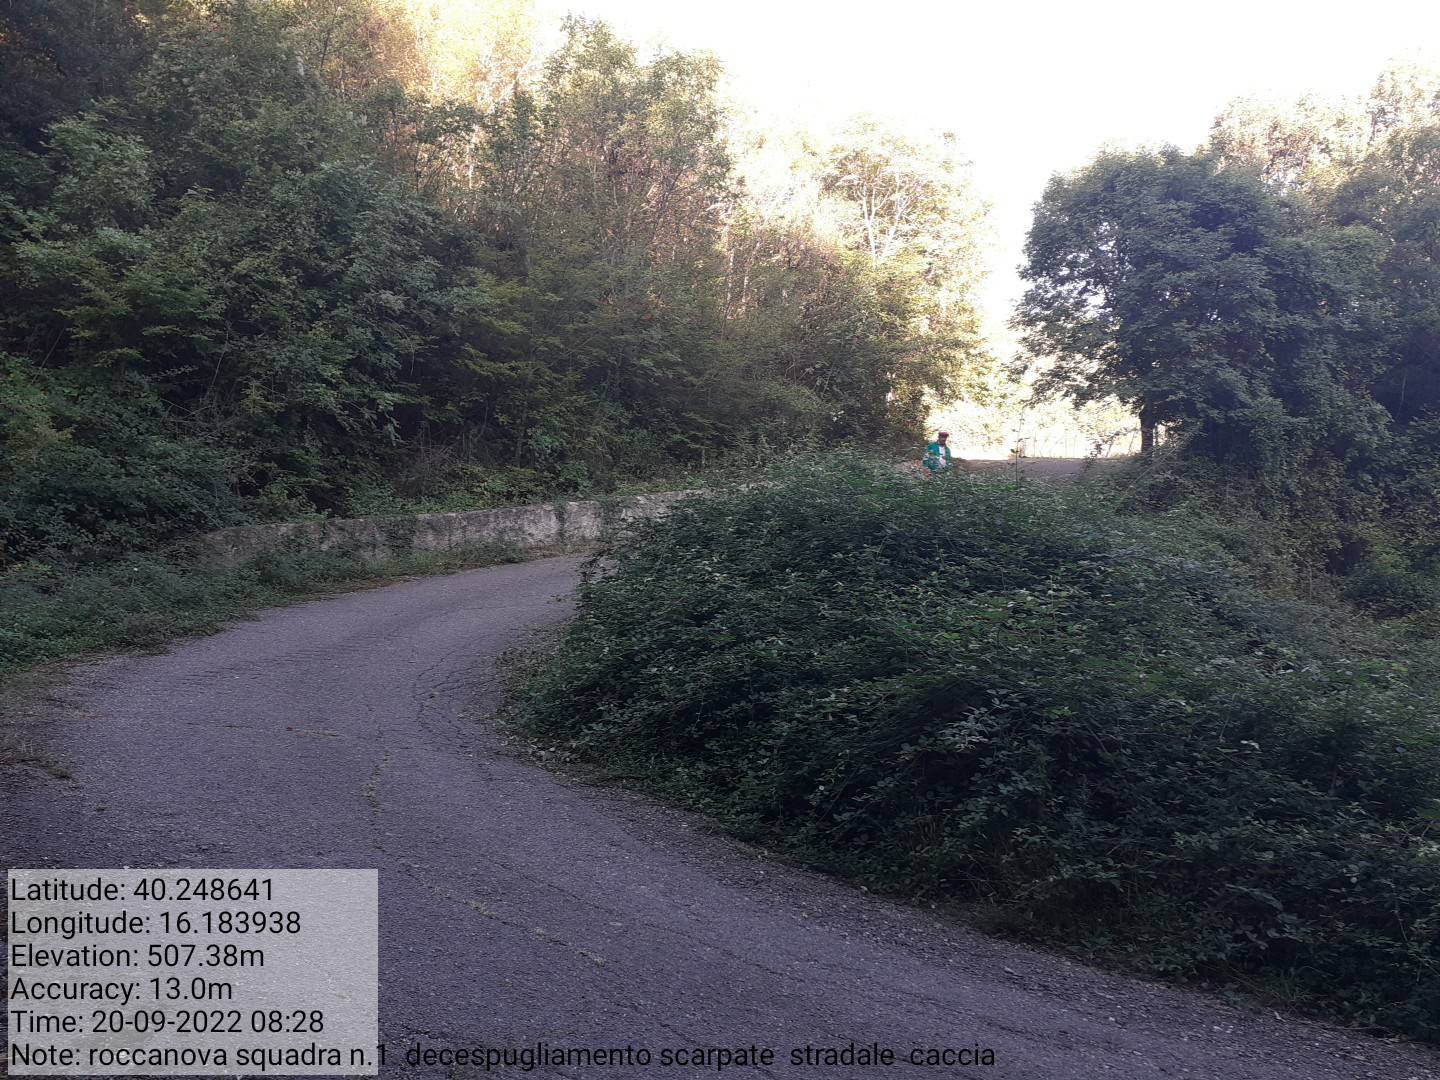 Latitude: 40.248641
Longitude: 16.183938
Elevation: 507.38m
Accuracy: 13.0m
Time: 20-09-2022 08:28
Note: roccanova squadra n.1 decespugliamento scarpate stradale caccia